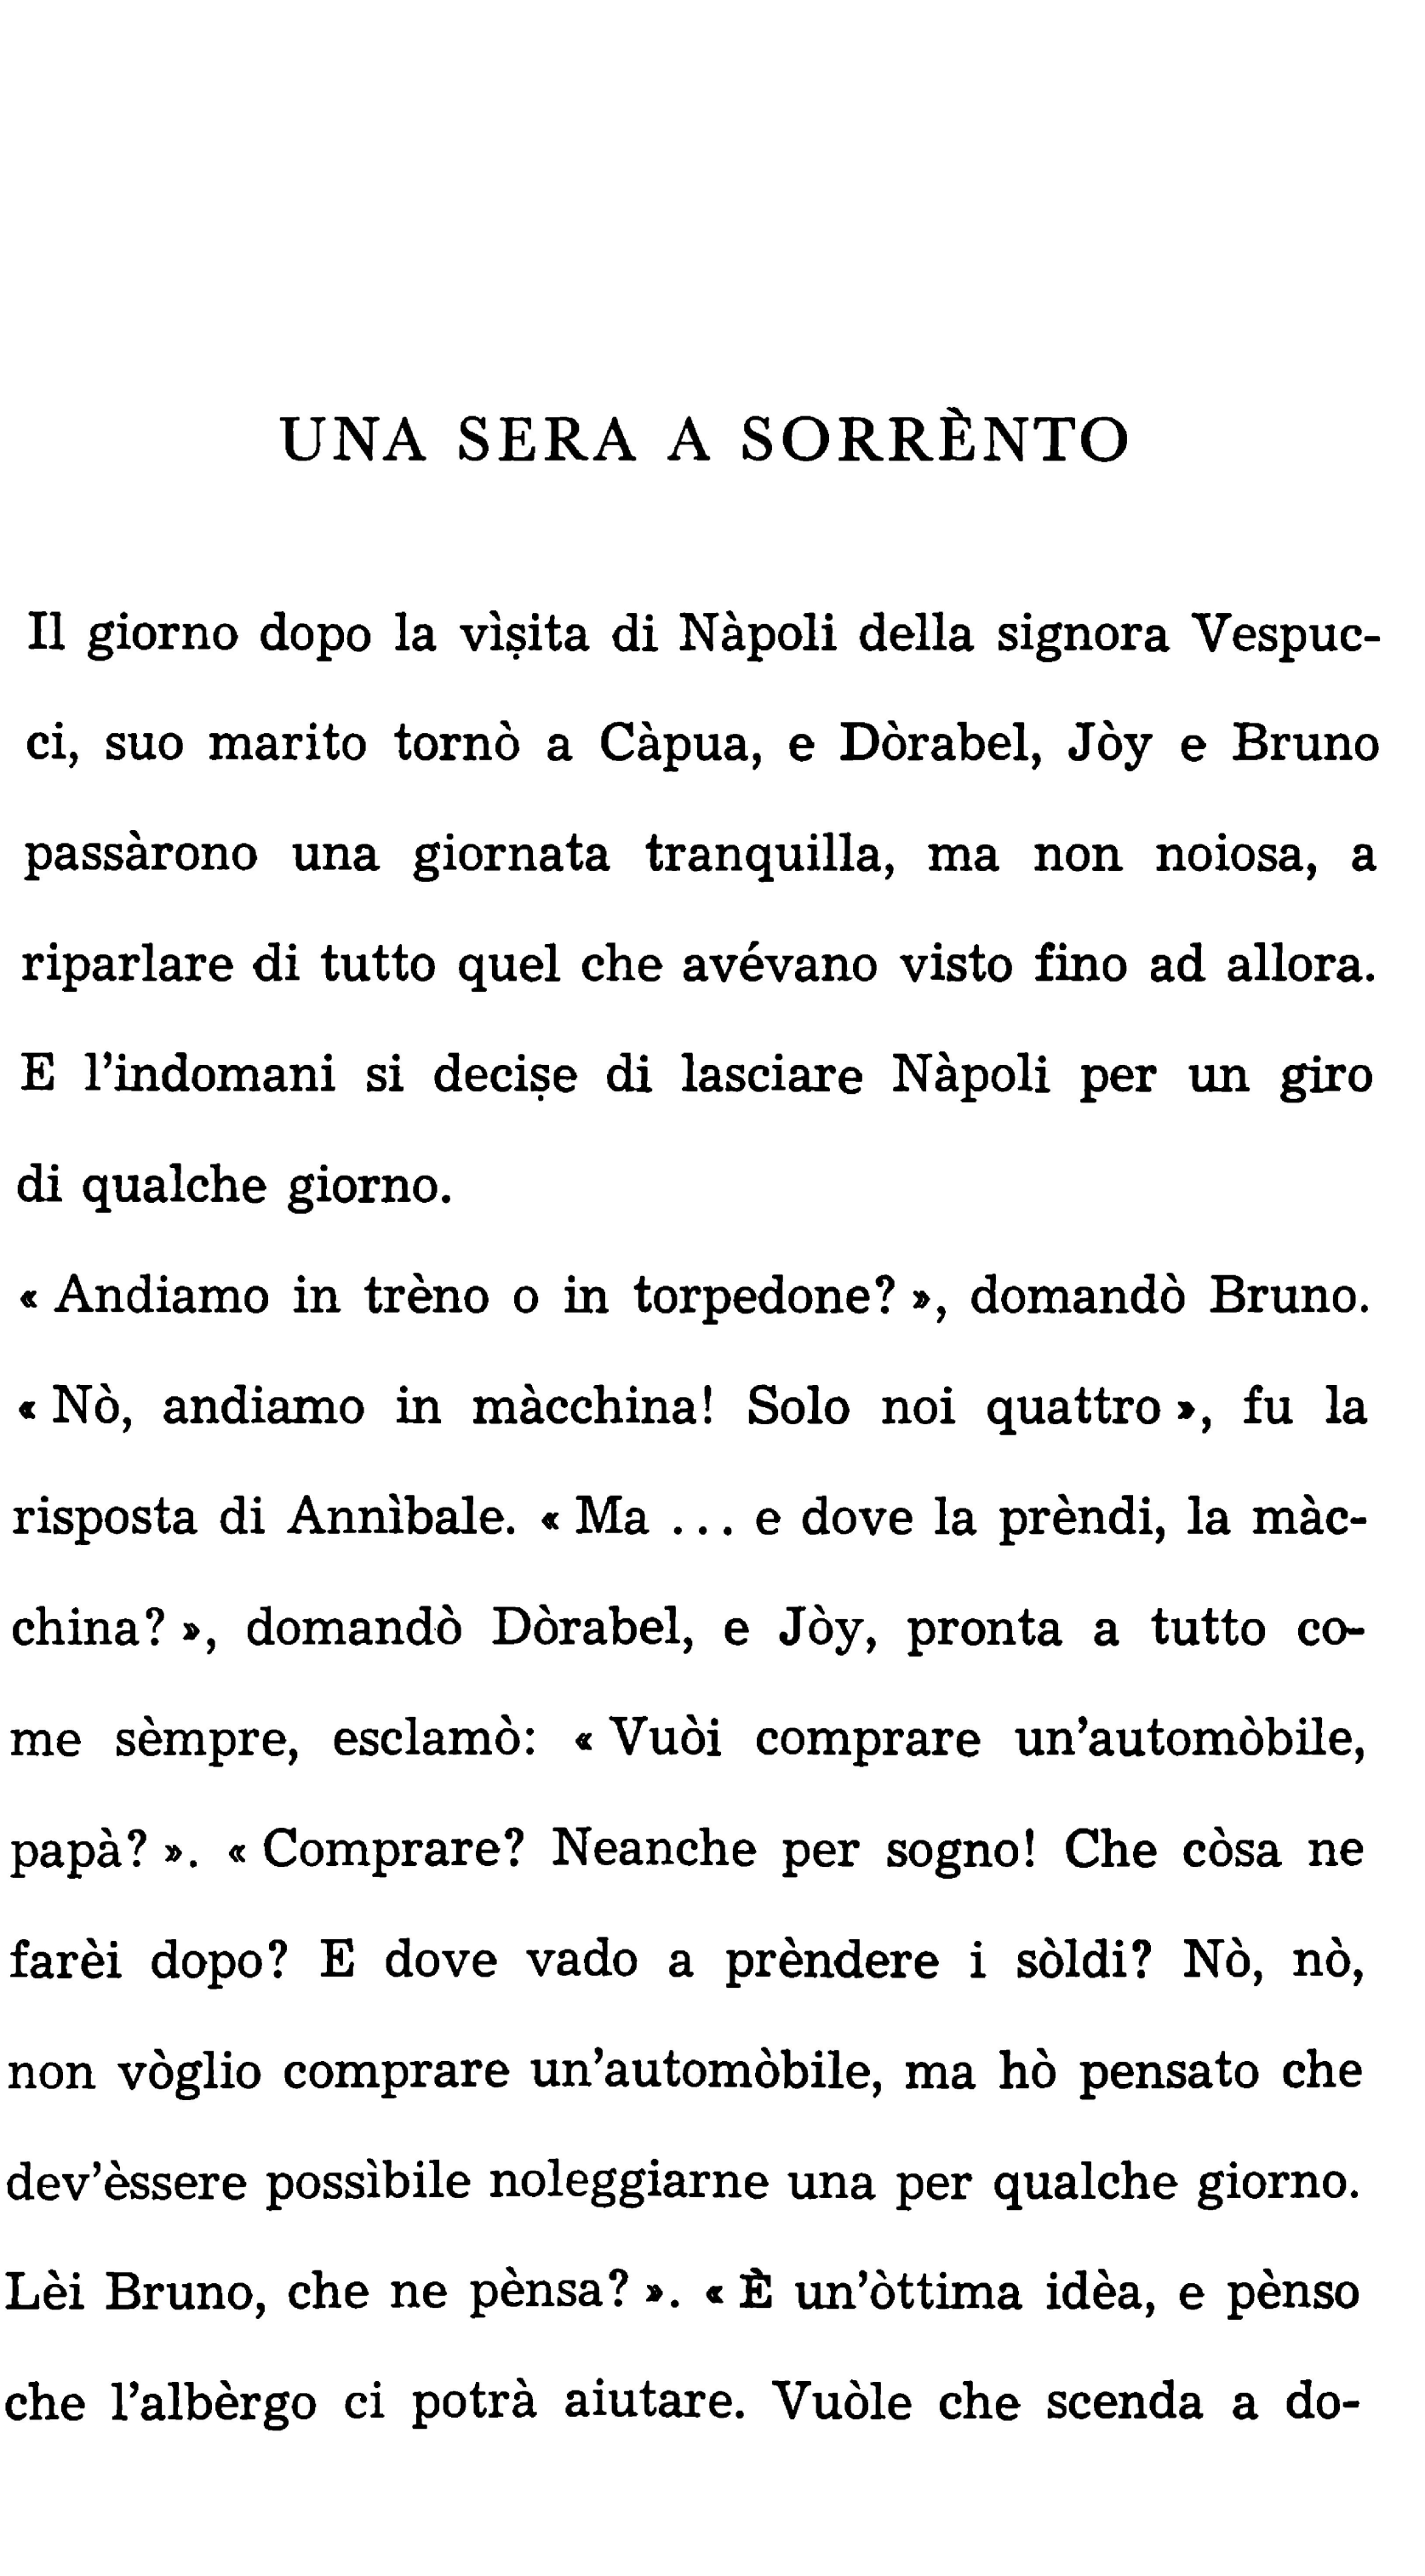 UNA SERA A SORRÈNTO
Il giorno dopo la vìṣita di Nàpoli della signora Vespuc-
ci, suo marito tornò a Càpua, e Dòrabel, Jòy e Bruno
passàrono una giornata tranquilla, ma non noiosa, a
riparlare di tutto quel che avévano visto fino ad allora.
E l'indomani si deciṣe di lasciare Nàpoli per un giro
di qualche giorno.
« Andiamo in trèno o in torpedone? », domandò Bruno.
« Nò, andiamo in màcchina! Solo noi quattro », fu la
risposta di Annìbale. « Ma ... e dove la prèndi, la màc-
china? », domandò Dòrabel, e Jòy, pronta a tutto co-
me sèmpre, esclamò: « Vuòi comprare un'automòbile,
papà? ». « Comprare? Neanche per sogno! Che còsa ne
farèi dopo? E dove vado a prèndere i sòldi? Nò, nò,
non vòglio comprare un'automòbile, ma hò pensato che
dev'èssere possìbile noleggiarne una per qualche giorno.
Lèi Bruno, che ne pènsa? ». « È un'òttima idèa, e pènso
che l'albèrgo ci potrà aiutare. Vuòle che scenda a do-